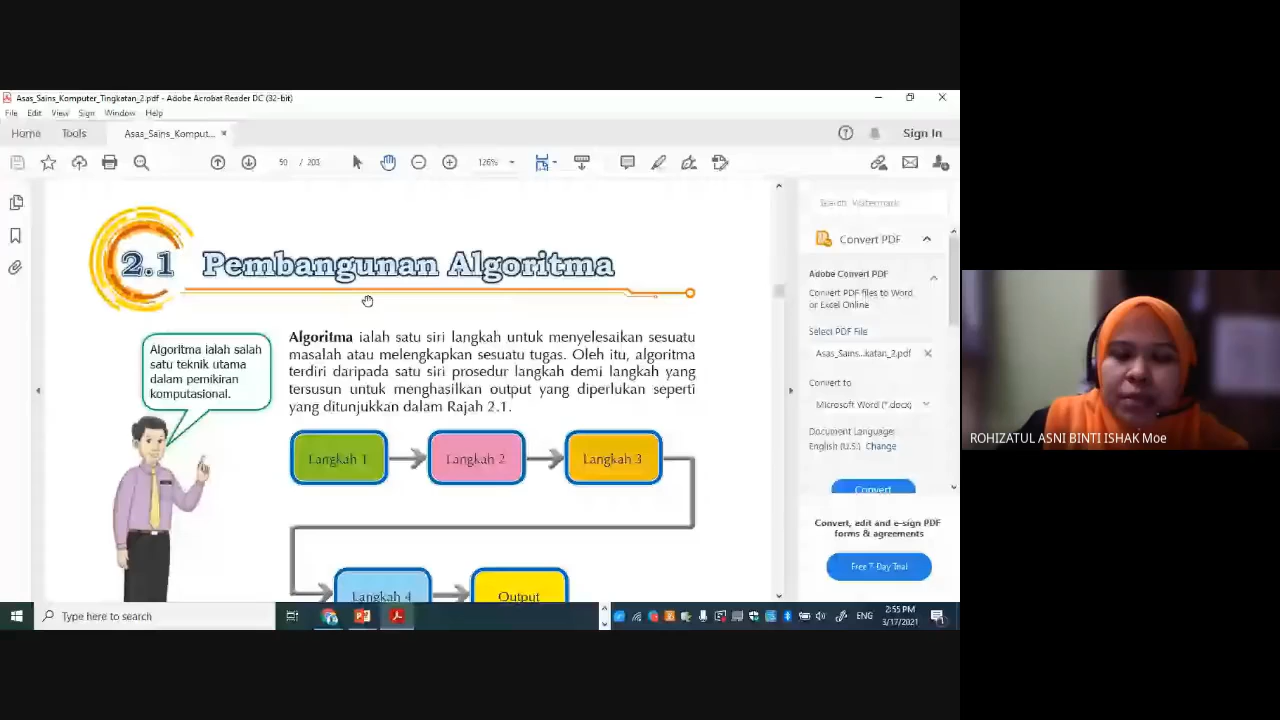 Asas_Sains_Komputer_Tingkatan_2.pdf - Adobe Acrobat Reader DC (32-bit)
File Edit View Sign Window Help
Home Tools Asas_Sains_Komput... × Sign In
50 / 203 126%
2.1 Pembangunan Algoritma
Algoritma ialah salah
satu teknik utama
dalam pemikiran
komputasional.
Algoritma ialah satu siri langkah untuk menyelesaikan sesuatu
masalah atau melengkapkan sesuatu tugas. Oleh itu, algoritma
terdiri daripada satu siri prosedur langkah demi langkah yang
tersusun untuk menghasilkan output yang diperlukan seperti
yang ditunjukkan dalam Rajah 2.1.
Langkah 1 Langkah 2 Langkah 3
Langkah 4 Output
Convert PDF
Adobe Convert PDF
Convert PDF files to Word
or Excel Online
Select PDF File
Asas_Sains...katan_2.pdf ×
Convert to
Microsoft Word (*.docx)
Document Language:
English (U.S.) Change
Convert
Convert, edit and e-sign PDF
forms & agreements
Free 7-Day Trial
Type here to search
ENG
2:55 PM
3/17/2021
ROHIZATUL ASNI BINTI ISHAK Moe